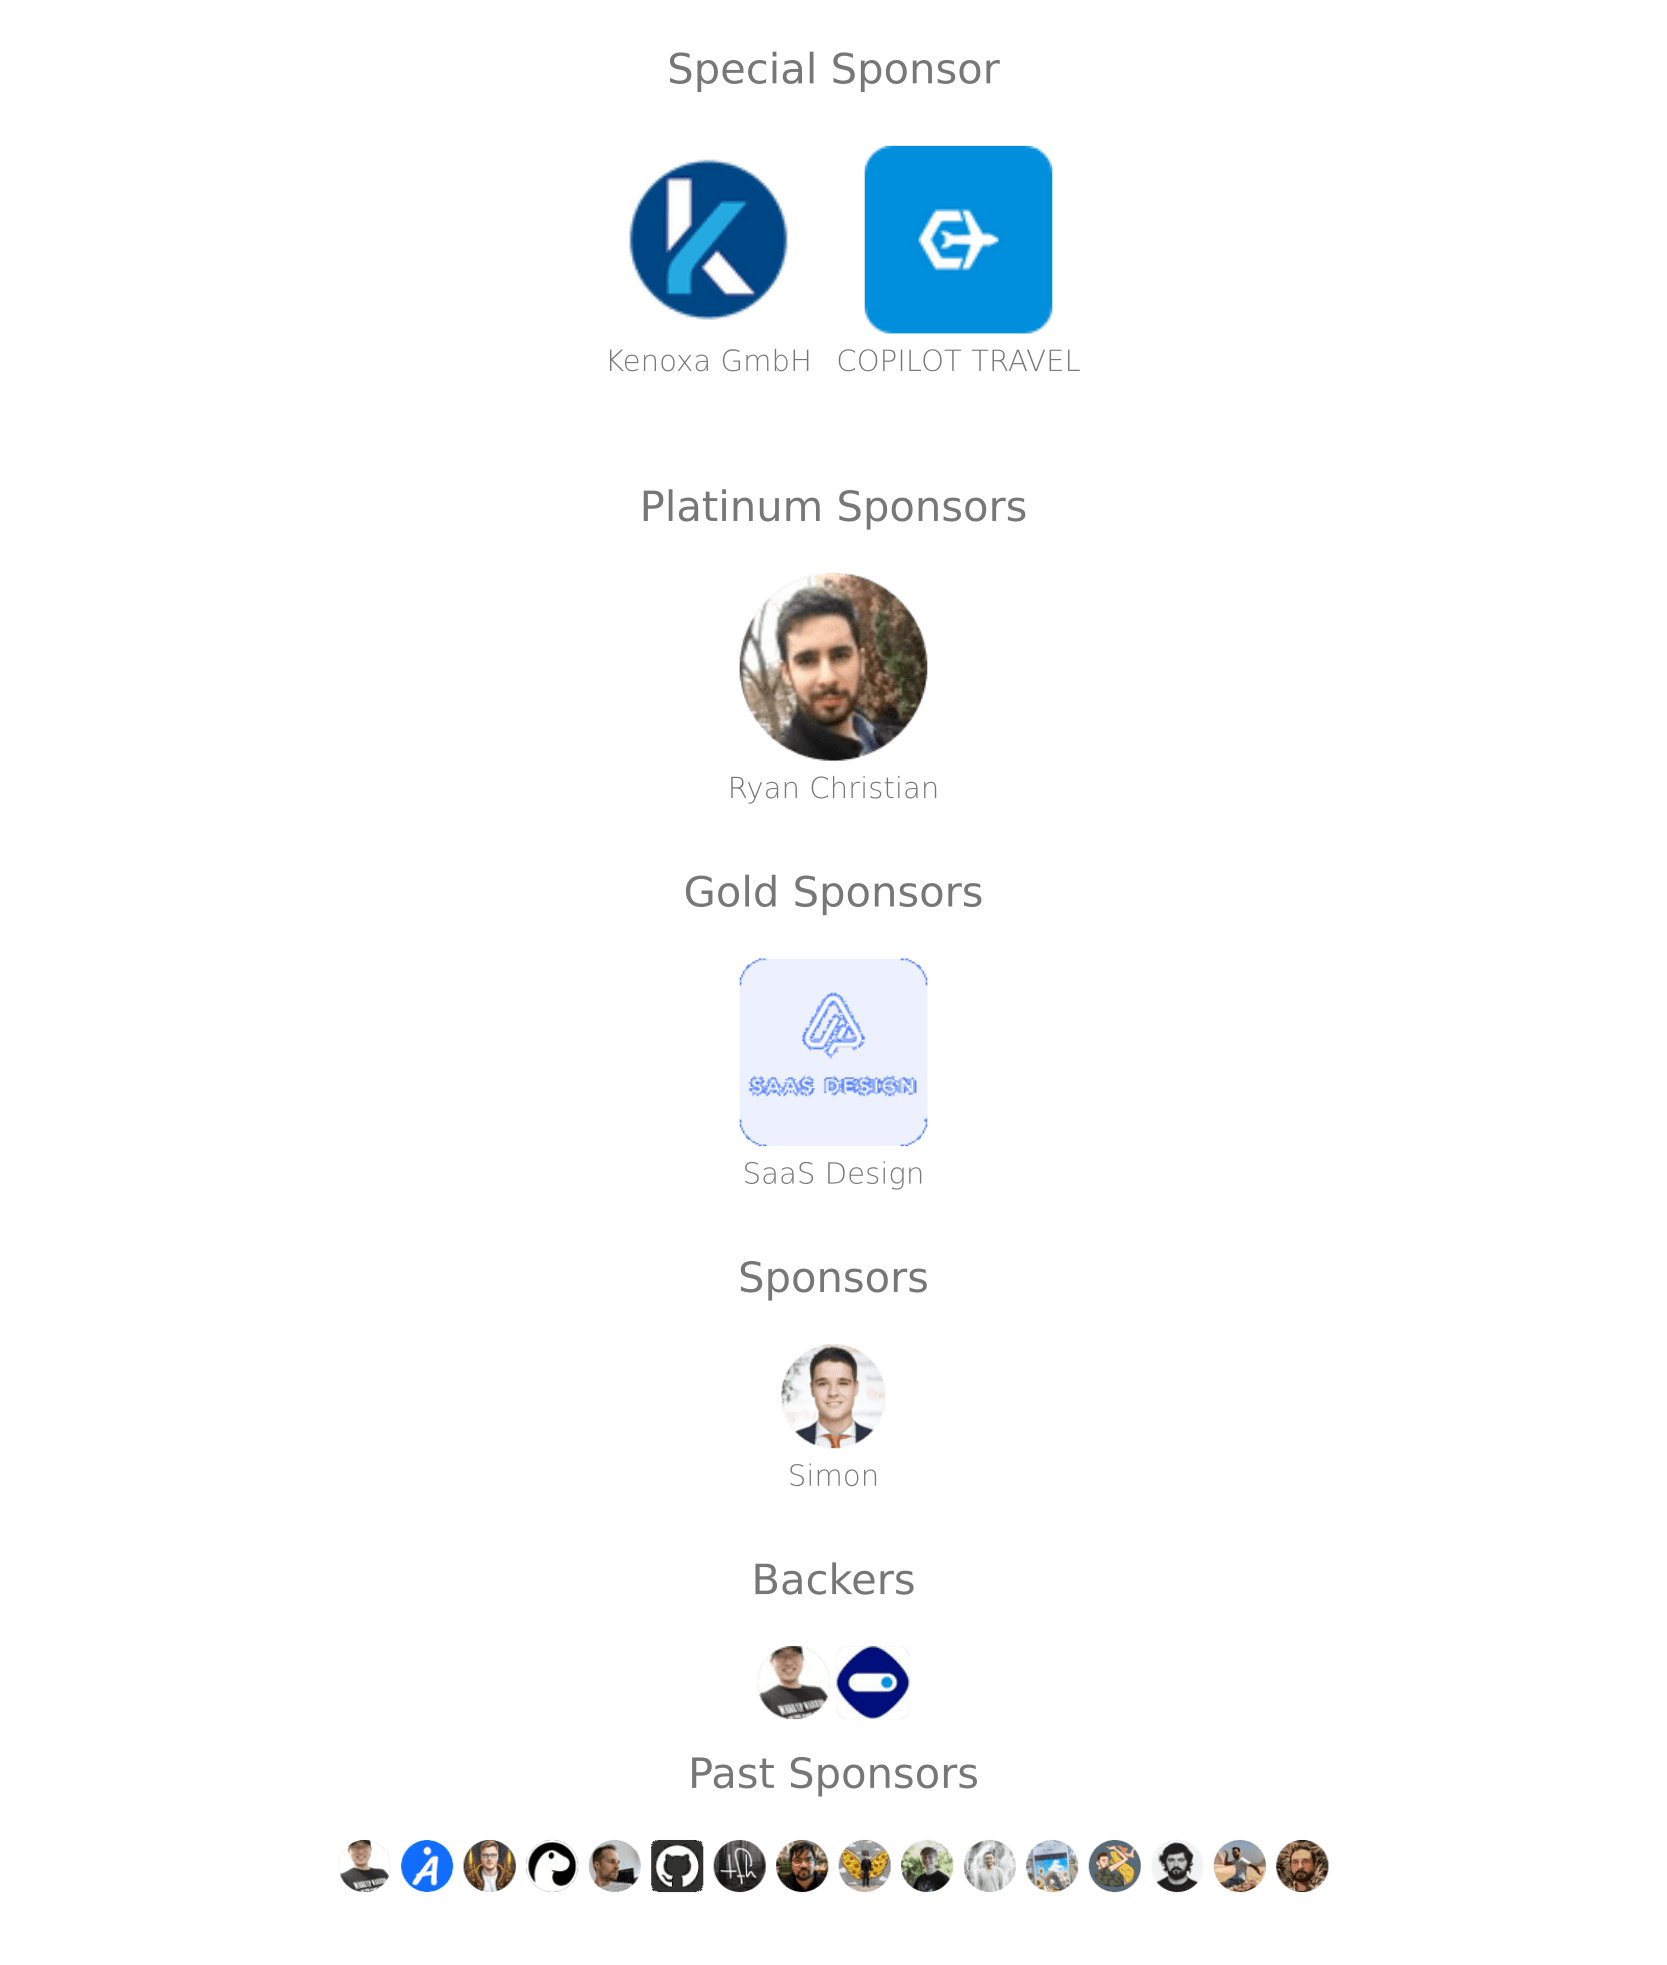 Special Sponsor
Kenoxa GmbH COPILOT TRAVEL
Platinum Sponsors
Ryan Christian
Gold Sponsors
SAAS DESIGN
SaaS Design
Sponsors
Simon
Backers
Past Sponsors
tfh